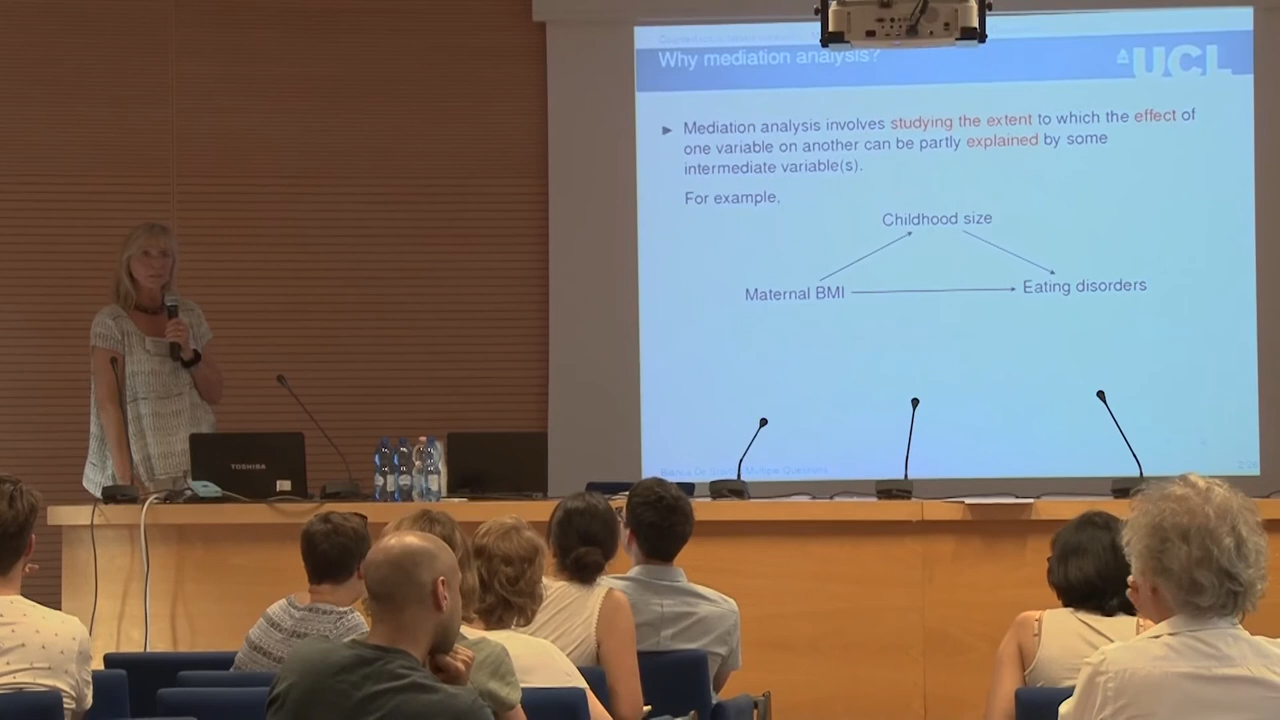 Why mediation analysis?
UCL
► Mediation analysis involves studying the extent to which the effect of
one variable on another can be partly explained by some
intermediate variable(s).
For example,
Childhood size
Maternal BMI
Eating disorders
TOSHIBA